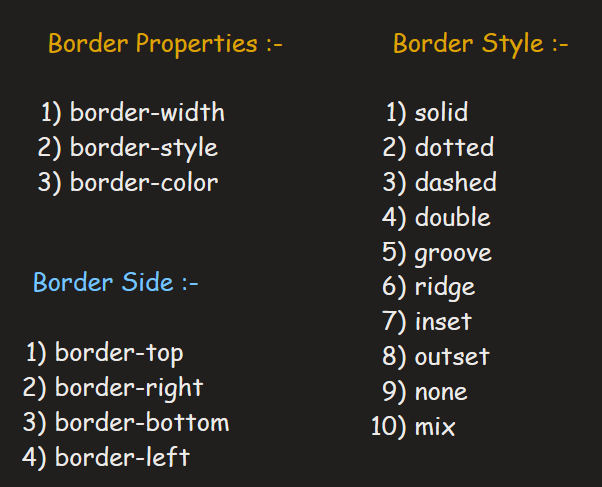 Border Properties :-
1) border-width
2) border-style
3) border-color
Border Side :-
1) border-top
2) border-right
3) border-bottom
4) border-left
Border Style :-
1) solid
2) dotted
3) dashed
4) double
5) groove
6) ridge
7) inset
8) outset
9) none
10) mix